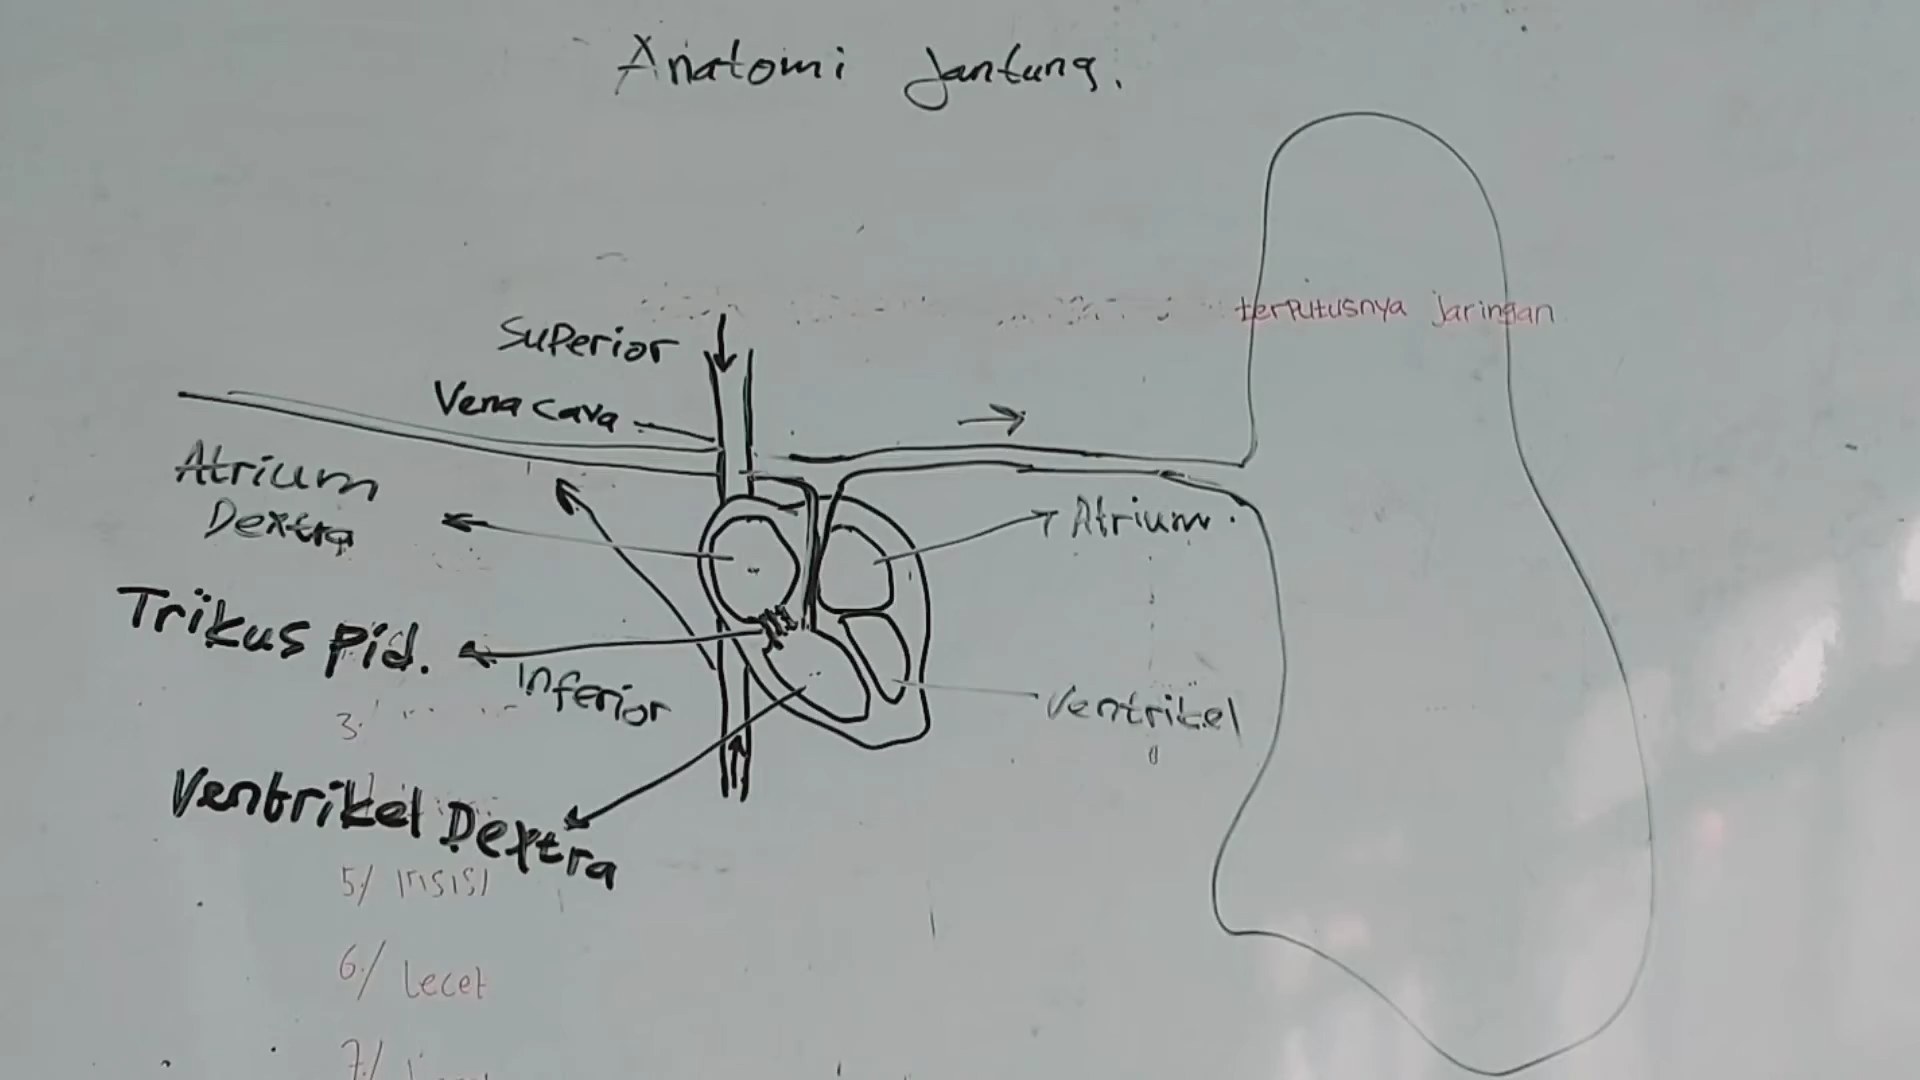 Anatomi Jantung.
terputusnya jaringan
Superior
Vena cava
Atrium
Dextra
Atrium.
Trikus Pid.
Inferior
3.
Ventrikel
Ventrikel Dextra
5/ insisi
6/ lecet
7/